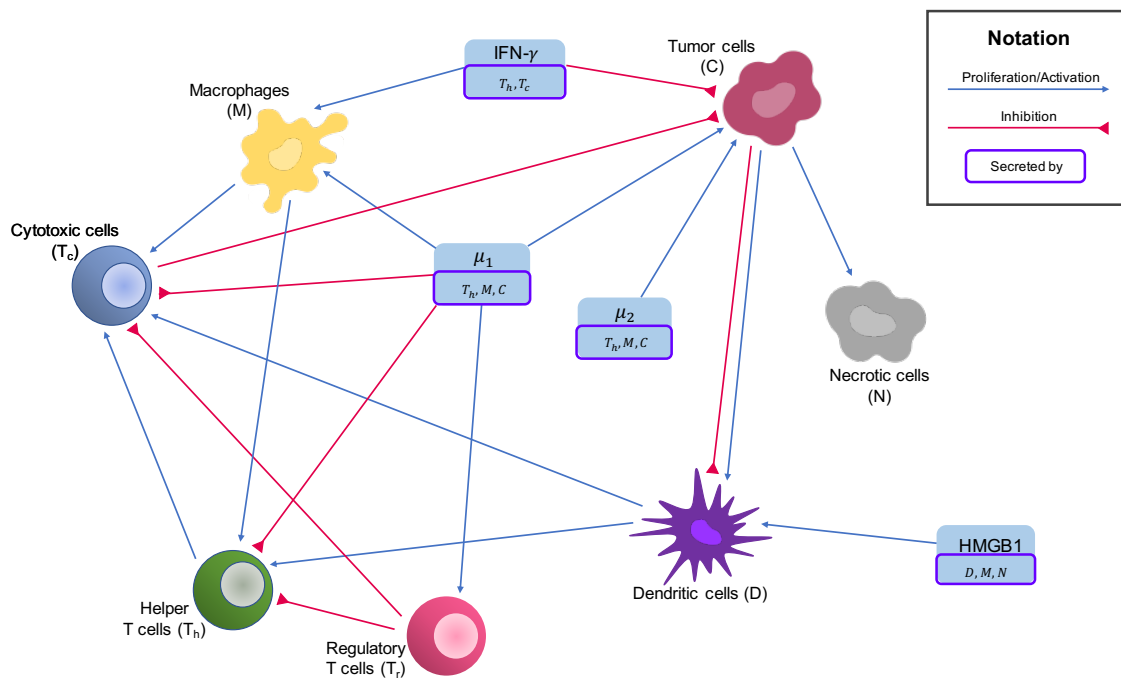 IFN-γ
T_h, T_c
Tumor cells
(C)
Notation
Proliferation/Activation
Inhibition
Secreted by
Macrophages
(M)
Cytotoxic cells
(T_c)
μ_1
T_h, M, C
μ_2
T_h, M, C
Necrotic cells
(N)
HMGB1
D, M, N
Dendritic cells (D)
Helper
T cells (T_h)
Regulatory
T cells (T_r)